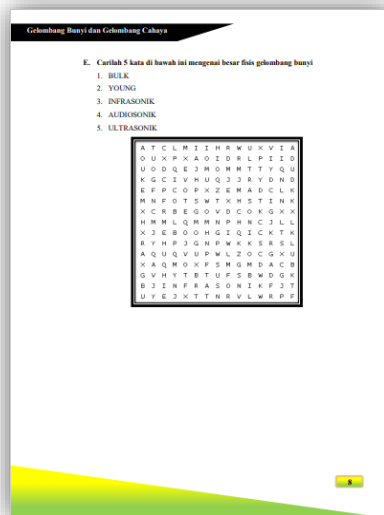 Gelombang Bunyi dan Gelombang Cahaya
E. Carilah 5 kata di bawah ini mengenai besar fisis gelombang bunyi
1. BULK
2. YOUNG
3. INFRASONIK
4. AUDIOSONIK
5. ULTRASONIK
A T C L M I I H R W U X V I A
O U X P X A O I D R L P I I D
U O D Q E J M O M M T T Y Q U
K G C I V H U Q J J R Y D N D
E F P C O P X Z E M A D C L K
M N F O T S W T X H S T I N K
X C R B E G O V D C O K G X X
H M M L Q M M N P H N C J L L
X J E B O O H G I Q I C K T K
R Y H P J G N P W K K S R S L
A Q U Q V U P W L Z O C G X U
X A Q M O X F S M G M D A C B
G V H Y T B T U F S B W D G K
B J I N F R A S O N I K F J T
U Y E J X T T N R V L W R P F
8